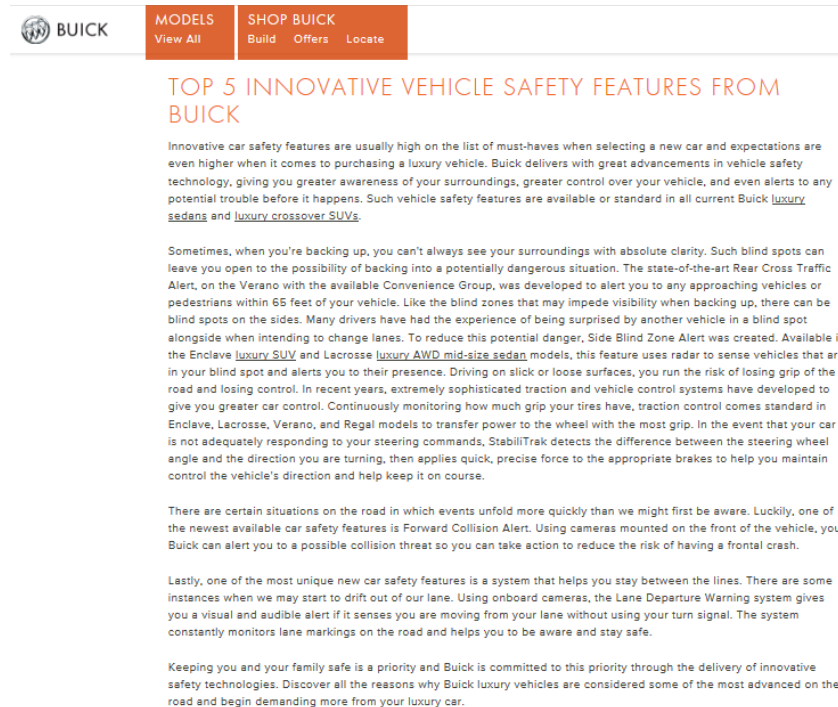 BUICK
MODELS
View All
SHOP BUICK
Build Offers Locate
TOP 5 INNOVATIVE VEHICLE SAFETY FEATURES FROM
BUICK
Innovative car safety features are usually high on the list of must-haves when selecting a new car and expectations are
even higher when it comes to purchasing a luxury vehicle. Buick delivers with great advancements in vehicle safety
technology, giving you greater awareness of your surroundings, greater control over your vehicle, and even alerts to any
potential trouble before it happens. Such vehicle safety features are available or standard in all current Buick luxury
sedans and luxury crossover SUVs.
Sometimes, when you're backing up, you can't always see your surroundings with absolute clarity. Such blind spots can
leave you open to the possibility of backing into a potentially dangerous situation. The state-of-the-art Rear Cross Traffic
Alert, on the Verano with the available Convenience Group, was developed to alert you to any approaching vehicles or
pedestrians within 65 feet of your vehicle. Like the blind zones that may impede visibility when backing up, there can be
blind spots on the sides. Many drivers have had the experience of being surprised by another vehicle in a blind spot
alongside when intending to change lanes. To reduce this potential danger, Side Blind Zone Alert was created. Available i
the Enclave luxury SUV and Lacrosse luxury AWD mid-size sedan models, this feature uses radar to sense vehicles that ar
in your blind spot and alerts you to their presence. Driving on slick or loose surfaces, you run the risk of losing grip of the
road and losing control. In recent years, extremely sophisticated traction and vehicle control systems have developed to
give you greater car control. Continuously monitoring how much grip your tires have, traction control comes standard in
Enclave, Lacrosse, Verano, and Regal models to transfer power to the wheel with the most grip. In the event that your car
is not adequately responding to your steering commands, StabiliTrak detects the difference between the steering wheel
angle and the direction you are turning, then applies quick, precise force to the appropriate brakes to help you maintain
control the vehicle's direction and help keep it on course.
There are certain situations on the road in which events unfold more quickly than we might first be aware. Luckily, one of
the newest available car safety features is Forward Collision Alert. Using cameras mounted on the front of the vehicle, you
Buick can alert you to a possible collision threat so you can take action to reduce the risk of having a frontal crash.
Lastly, one of the most unique new car safety features is a system that helps you stay between the lines. There are some
instances when we may start to drift out of our lane. Using onboard cameras, the Lane Departure Warning system gives
you a visual and audible alert if it senses you are moving from your lane without using your turn signal. The system
constantly monitors lane markings on the road and helps you to be aware and stay safe.
Keeping you and your family safe is a priority and Buick is committed to this priority through the delivery of innovative
safety technologies. Discover all the reasons why Buick luxury vehicles are considered some of the most advanced on the
road and begin demanding more from your luxury car.